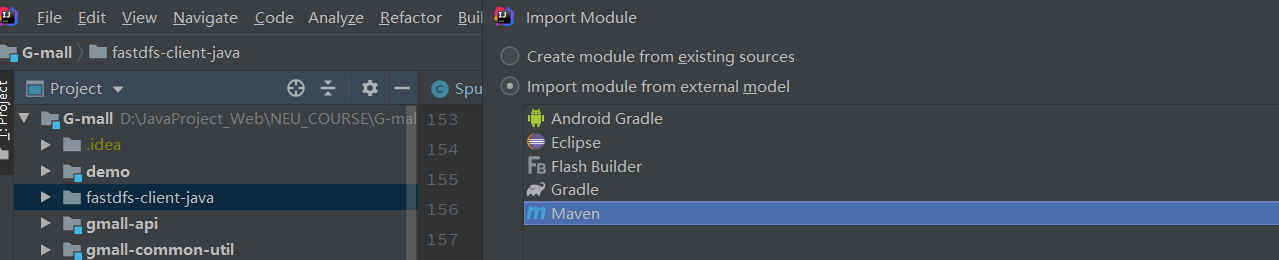 File Edit View Navigate Code Analyze Refactor Buil
G-mall fastdfs-client-java
1: Project
Project
Spu
G-mall D:\JavaProject_Web\NEU_COURSE\G-mal
.idea
demo
fastdfs-client-java
gmall-api
gmall-common-util
153
154
155
156
157
Import Module
Create module from existing sources
Import module from external model
Android Gradle
Eclipse
FB Flash Builder
Gradle
m Maven